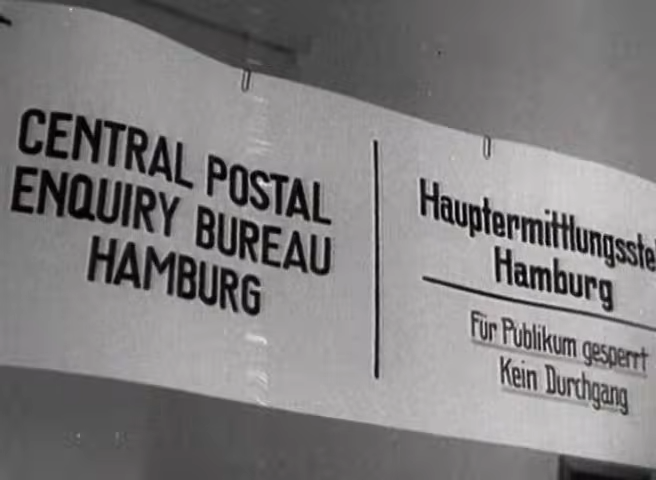 CENTRAL POSTAL
ENQUIRY BUREAU
HAMBURG
Hauptermittlungsste
Hamburg
Für Publikum gesperrt
Kein Durchgang